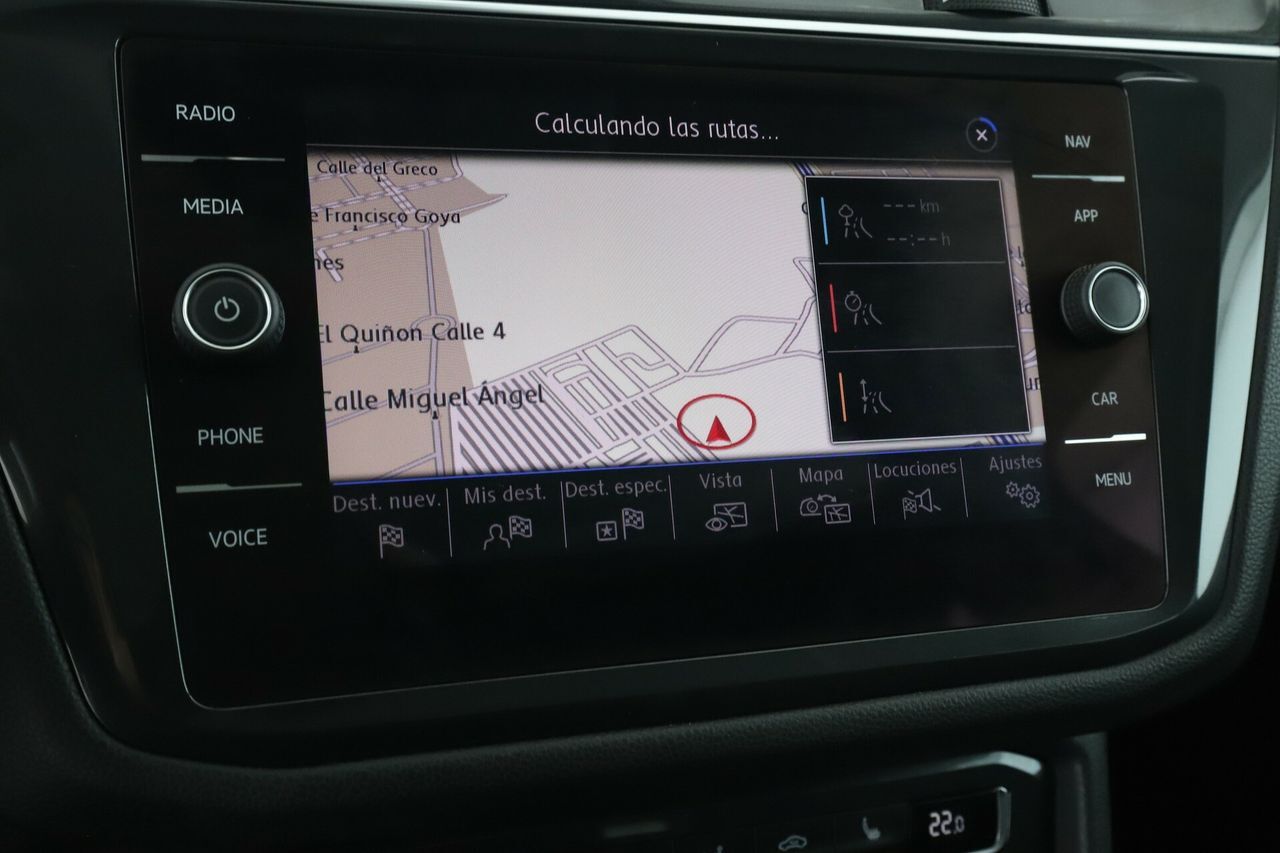 RADIO
MEDIA
PHONE
VOICE
Calculando las rutas...
Calle del Greco
e Francisco Goya
nes
El Quiñon Calle 4
Calle Miguel Ángel
--- km
--:-- h
Dest. nuev.
Mis dest.
Dest. espec.
Vista
Mapa
Locuciones
Ajustes
NAV
APP
CAR
MENU
22.0